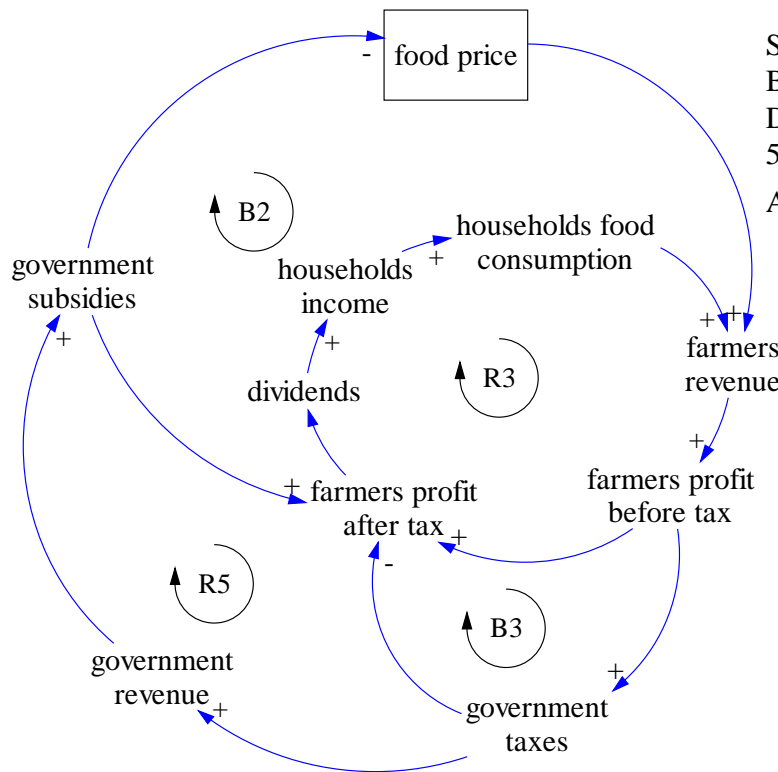 food price
S
B
D
5
A
B2
households food
consumption
government
subsidies
households
income
farmers
revenue
R3
dividends
farmers profit
after tax
farmers profit
before tax
R5
B3
government
revenue
government
taxes
-
+
+
+
+
+
+
+
+
+
-
+
+